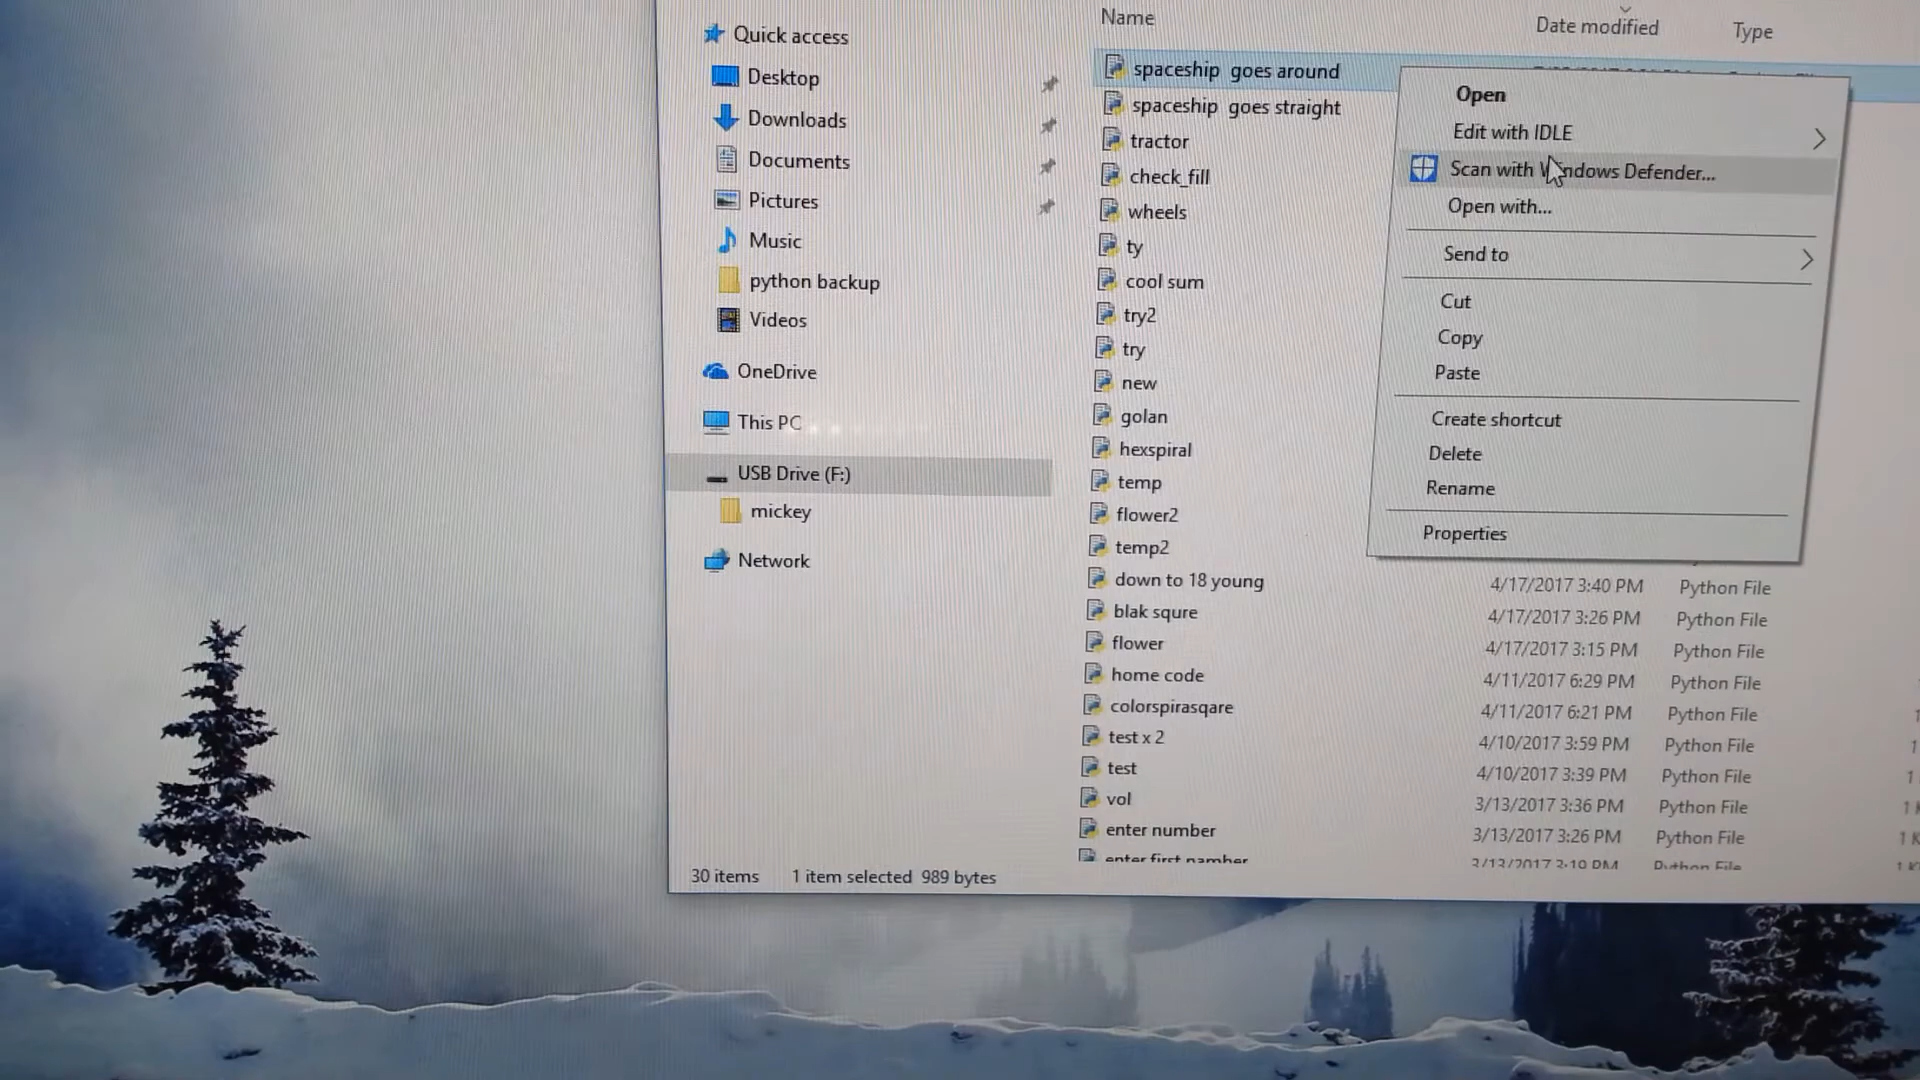 Name
Date modified
Type
Quick access
Desktop
Downloads
Documents
Pictures
Music
python backup
Videos
OneDrive
This PC
USB Drive (F:)
mickey
Network
spaceship goes around
spaceship goes straight
tractor
check_fill
wheels
ty
cool sum
try2
try
new
golan
hexspiral
temp
flower2
temp2
down to 18 young
blak squre
flower
home code
colorspirasqare
test x 2
test
vol
enter number
enter first namber
Open
Edit with IDLE
Scan with Windows Defender...
Open with...
Send to
Cut
Copy
Paste
Create shortcut
Delete
Rename
Properties
4/17/2017 3:40 PM Python File
4/17/2017 3:26 PM Python File
4/17/2017 3:15 PM Python File
4/11/2017 6:29 PM Python File
4/11/2017 6:21 PM Python File
4/10/2017 3:59 PM Python File
4/10/2017 3:39 PM Python File
3/13/2017 3:36 PM Python File
3/13/2017 3:26 PM Python File
3/13/2017 3:19 PM Python File
30 items 1 item selected 989 bytes